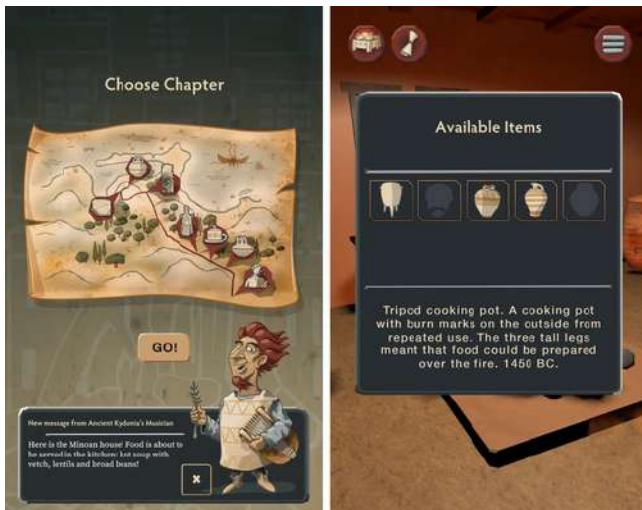 Choose Chapter
GO!
New message from Ancient Kydonia's Musician
Here is the Minoan house! Food is about to
be served in the kitchen: hot soup with
vetch, lentils and broad beans!
x
Available Items
Tripod cooking pot. A cooking pot
with burn marks on the outside from
repeated use. The three tall legs
meant that food could be prepared
over the fire. 1450 BC.